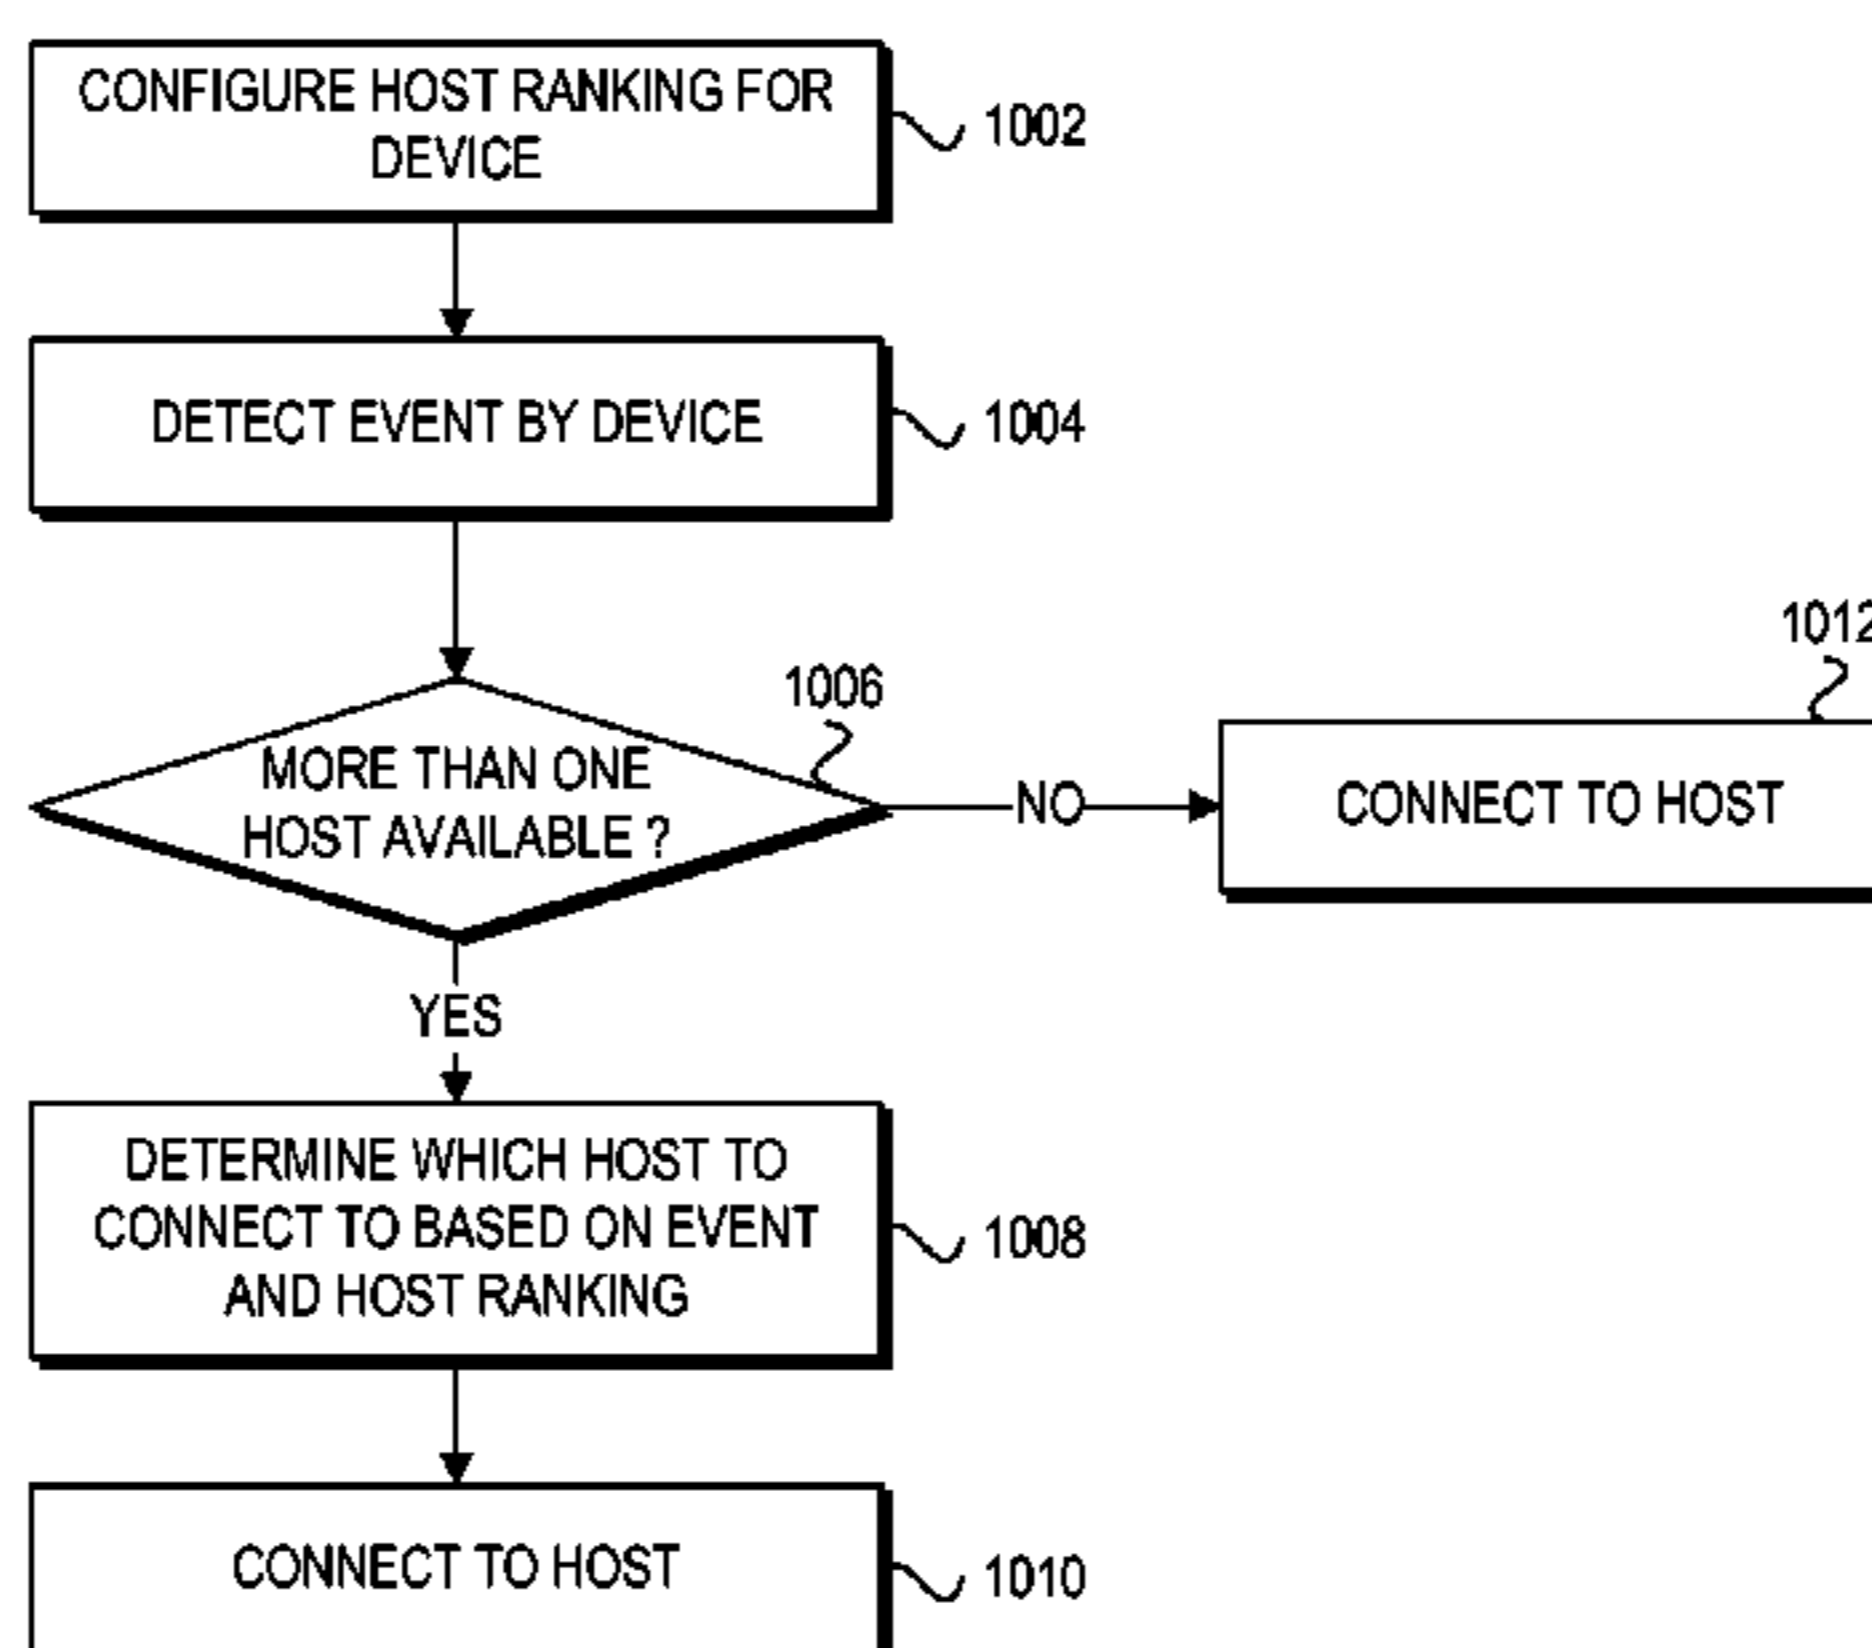 CONFIGURE HOST RANKING FOR
DEVICE
1002
DETECT EVENT BY DEVICE
1004
1006
MORE THAN ONE
HOST AVAILABLE ?
NO
1012
CONNECT TO HOST
YES
DETERMINE WHICH HOST TO
CONNECT TO BASED ON EVENT
AND HOST RANKING
1008
CONNECT TO HOST
1010